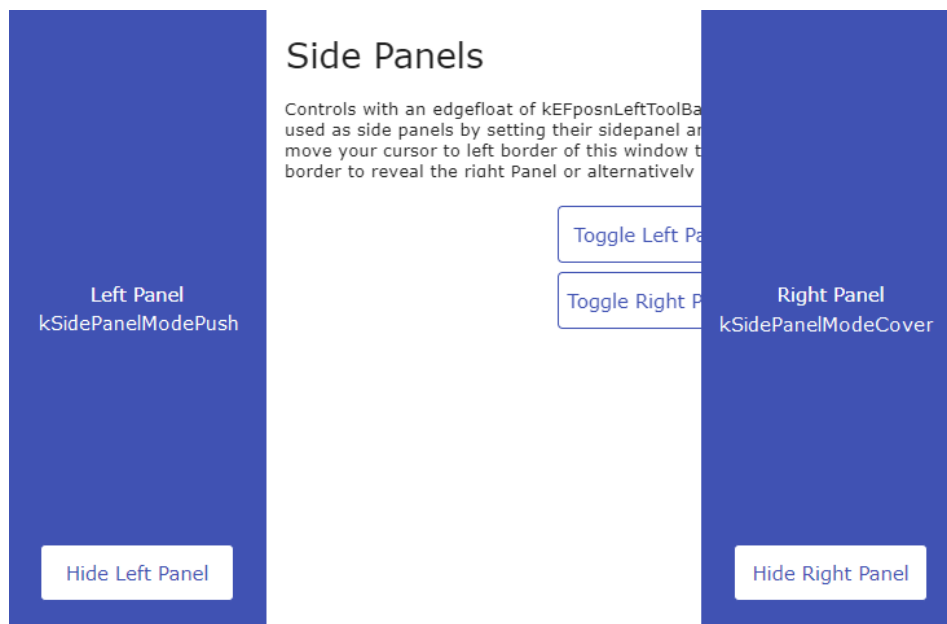 Side Panels
Controls with an edgefloat of kEFposnLeftToolBa
used as side panels by setting their sidepanel
move your cursor to left border of this window
border to reveal the right Panel or alternatively
Toggle Left
Toggle Right
Left Panel
kSidePanelModePush
Right Panel
kSidePanelModeCover
Hide Left Panel
Hide Right Panel